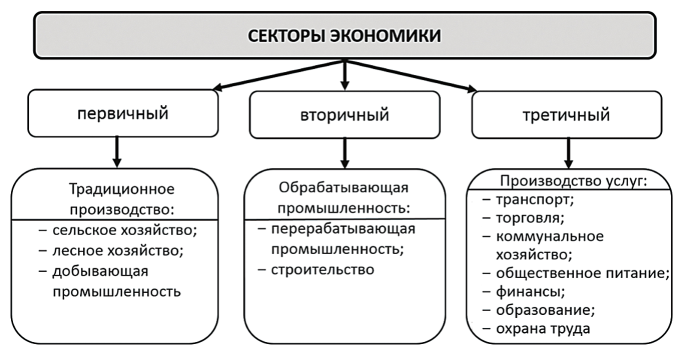 СЕКТОРЫ ЭКОНОМИКИ
первичный
вторичный
третичный
Традиционное
производство:
– сельское хозяйство;
– лесное хозяйство;
– добывающая
промышленность
Обрабатывающая
промышленность:
– перерабатывающая
промышленность;
– строительство
Производство услуг:
– транспорт;
– торговля;
– коммунальное
хозяйство;
– общественное питание;
– финансы;
– образование;
– охрана труда